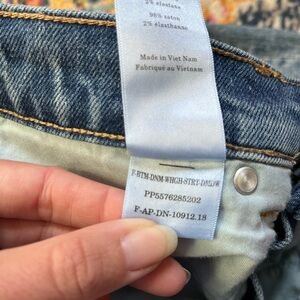 2% elastane
98% coton
2% élasthanne
Made in Viet Nam
Fabriqué au Vietnam
F-BTM-DNM-WHGH-STRT-DMDW
PP5576285202
F-AP-DN-10912.18